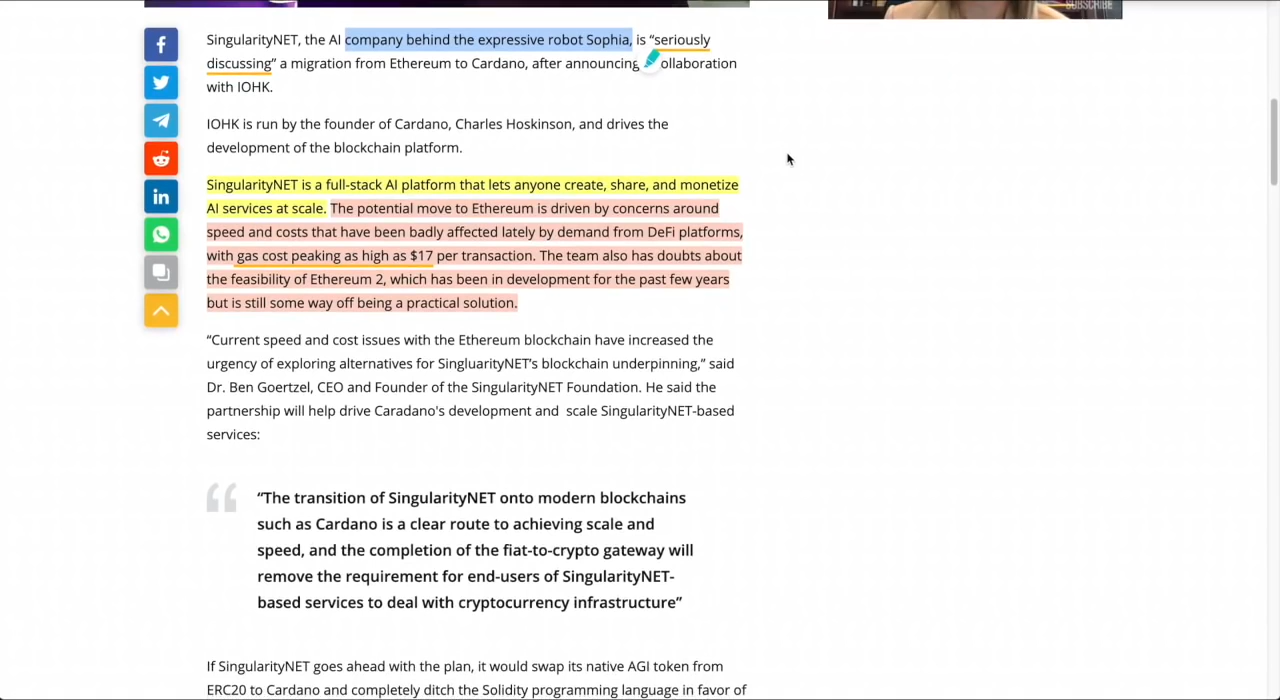 SUBSCRIBE
SingularityNET, the AI company behind the expressive robot Sophia, is “seriously
discussing” a migration from Ethereum to Cardano, after announcing ollaboration
with IOHK.
IOHK is run by the founder of Cardano, Charles Hoskinson, and drives the
development of the blockchain platform.
SingularityNET is a full-stack AI platform that lets anyone create, share, and monetize
AI services at scale. The potential move to Ethereum is driven by concerns around
speed and costs that have been badly affected lately by demand from DeFi platforms,
with gas cost peaking as high as $17 per transaction. The team also has doubts about
the feasibility of Ethereum 2, which has been in development for the past few years
but is still some way off being a practical solution.
“Current speed and cost issues with the Ethereum blockchain have increased the
urgency of exploring alternatives for SingluarityNET’s blockchain underpinning,” said
Dr. Ben Goertzel, CEO and Founder of the SingularityNET Foundation. He said the
partnership will help drive Caradano's development and scale SingularityNET-based
services:
“The transition of SingularityNET onto modern blockchains
such as Cardano is a clear route to achieving scale and
speed, and the completion of the fiat-to-crypto gateway will
remove the requirement for end-users of SingularityNET-
based services to deal with cryptocurrency infrastructure”
If SingularityNET goes ahead with the plan, it would swap its native AGI token from
ERC20 to Cardano and completely ditch the Solidity programming language in favor of